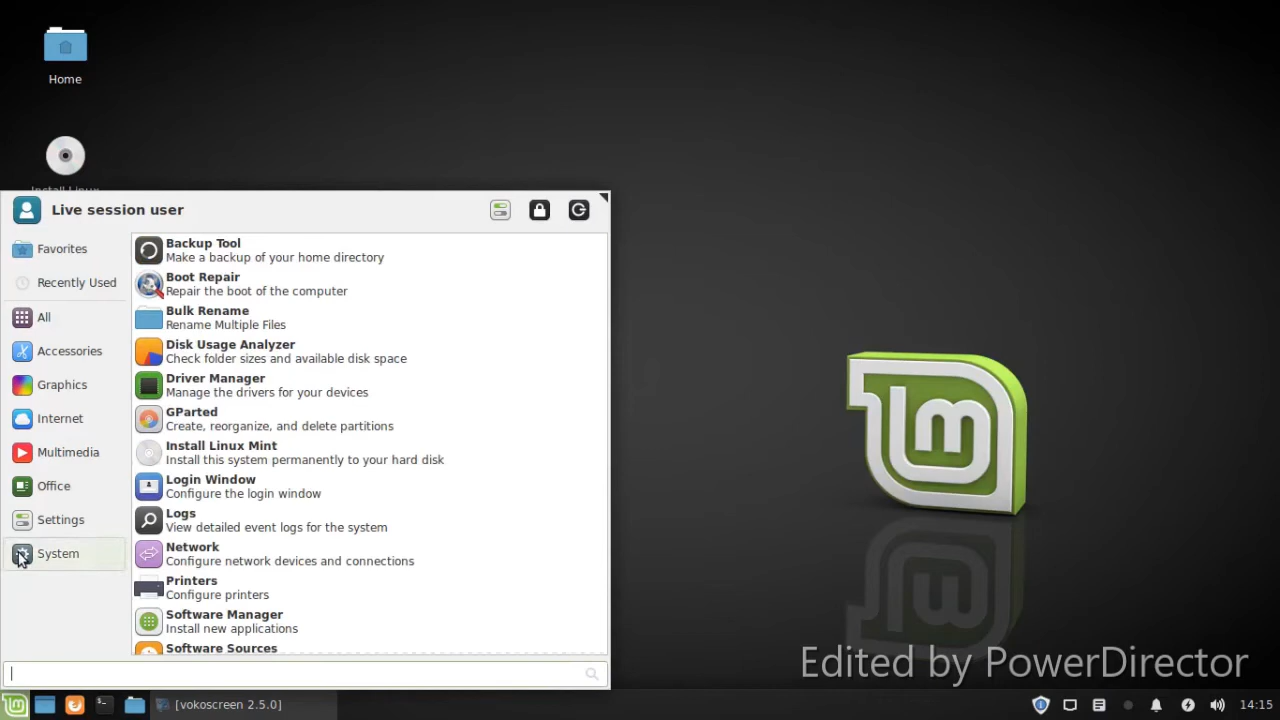 Home
Install Linux
Live session user
Favorites
Recently Used
All
Accessories
Graphics
Internet
Multimedia
Office
Settings
System
Backup Tool
Make a backup of your home directory
Boot Repair
Repair the boot of the computer
Bulk Rename
Rename Multiple Files
Disk Usage Analyzer
Check folder sizes and available disk space
Driver Manager
Manage the drivers for your devices
GParted
Create, reorganize, and delete partitions
Install Linux Mint
Install this system permanently to your hard disk
Login Window
Configure the login window
Logs
View detailed event logs for the system
Network
Configure network devices and connections
Printers
Configure printers
Software Manager
Install new applications
Software Sources
lm
Edited by PowerDirector
[vokoscreen 2.5.0]
14:15